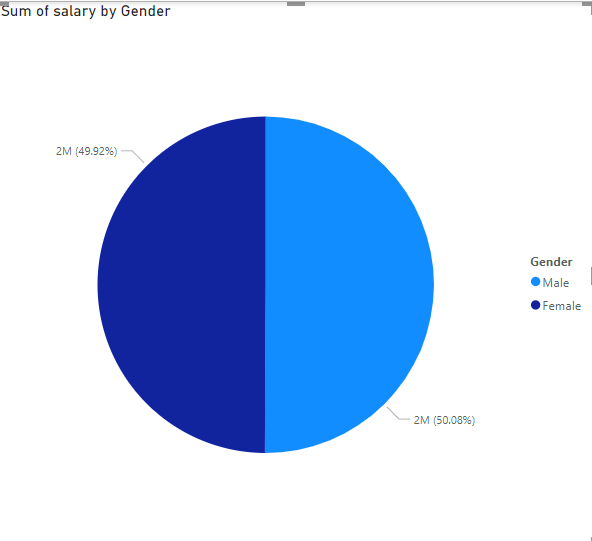 Sum of salary by Gender
2M (49.92%)
Gender
Male
Female
2M (50.08%)